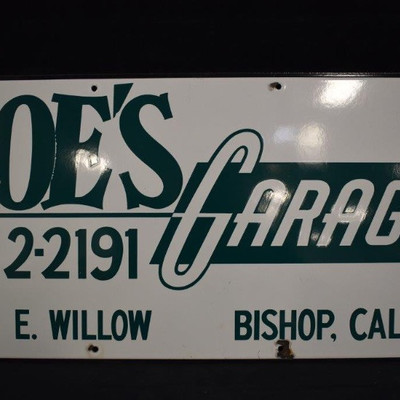 OE'S
GARAG
2-2191
E. WILLOW
BISHOP, CAL